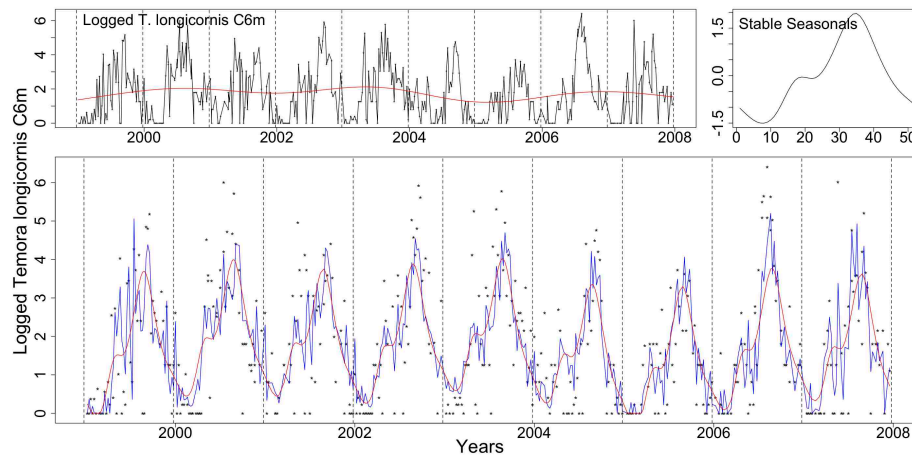 Logged T. longicornis C6m
0 2 4 6
2000 2002 2004 2006 2008
Stable Seasonals
-1.5 0.0 1.5
0 10 20 30 40 50
Logged Temora longicornis C6m
0 1 2 3 4 5 6
2000 2002 2004 2006 2008
Years